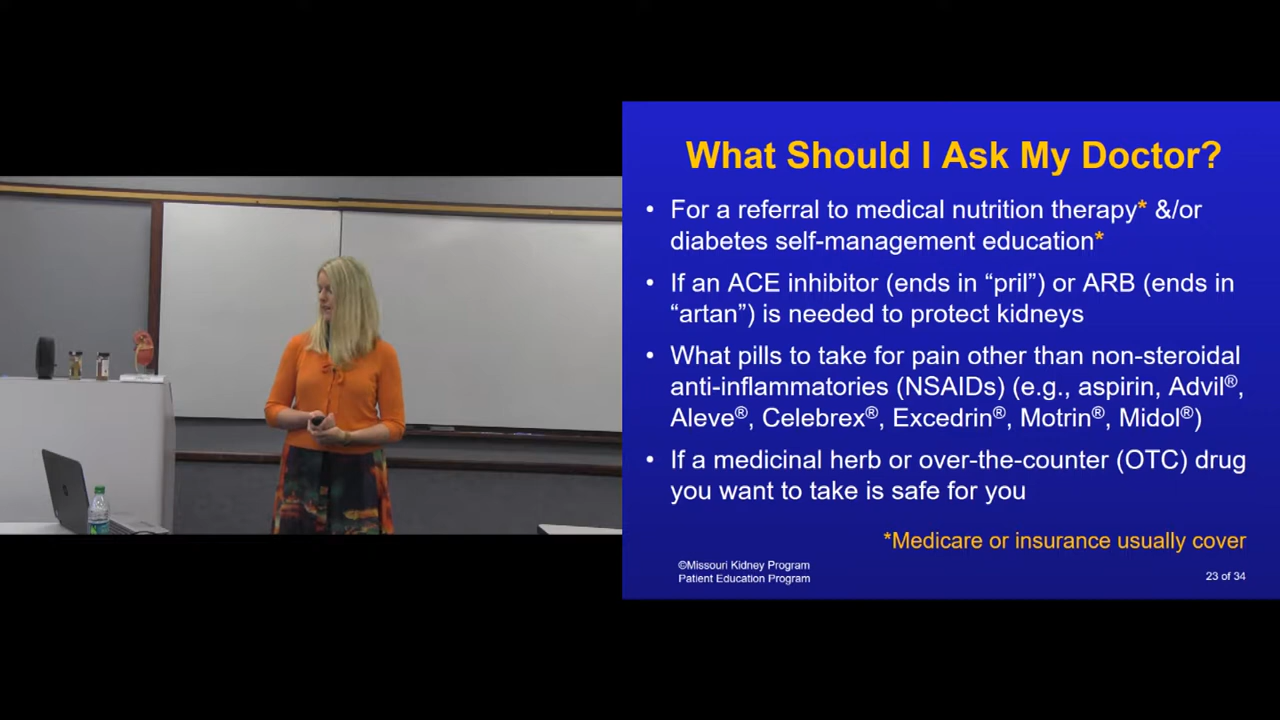 What Should I Ask My Doctor?
• For a referral to medical nutrition therapy* &/or
diabetes self-management education*
• If an ACE inhibitor (ends in “pril”) or ARB (ends in
“artan”) is needed to protect kidneys
• What pills to take for pain other than non-steroidal
anti-inflammatories (NSAIDs) (e.g., aspirin, Advil®,
Aleve®, Celebrex®, Excedrin®, Motrin®, Midol®)
• If a medicinal herb or over-the-counter (OTC) drug
you want to take is safe for you
*Medicare or insurance usually cover
©Missouri Kidney Program
Patient Education Program
23 of 34